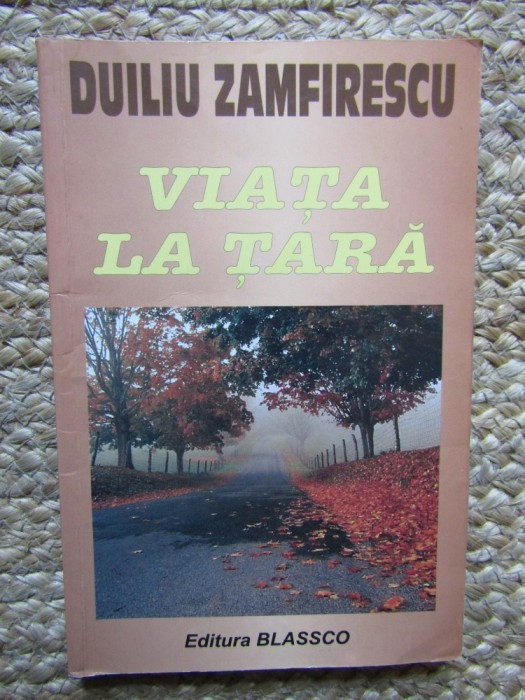 DUILIU ZAMFIRESCU
VIAȚA
LA ȚARĂ
Editura BLASSCO